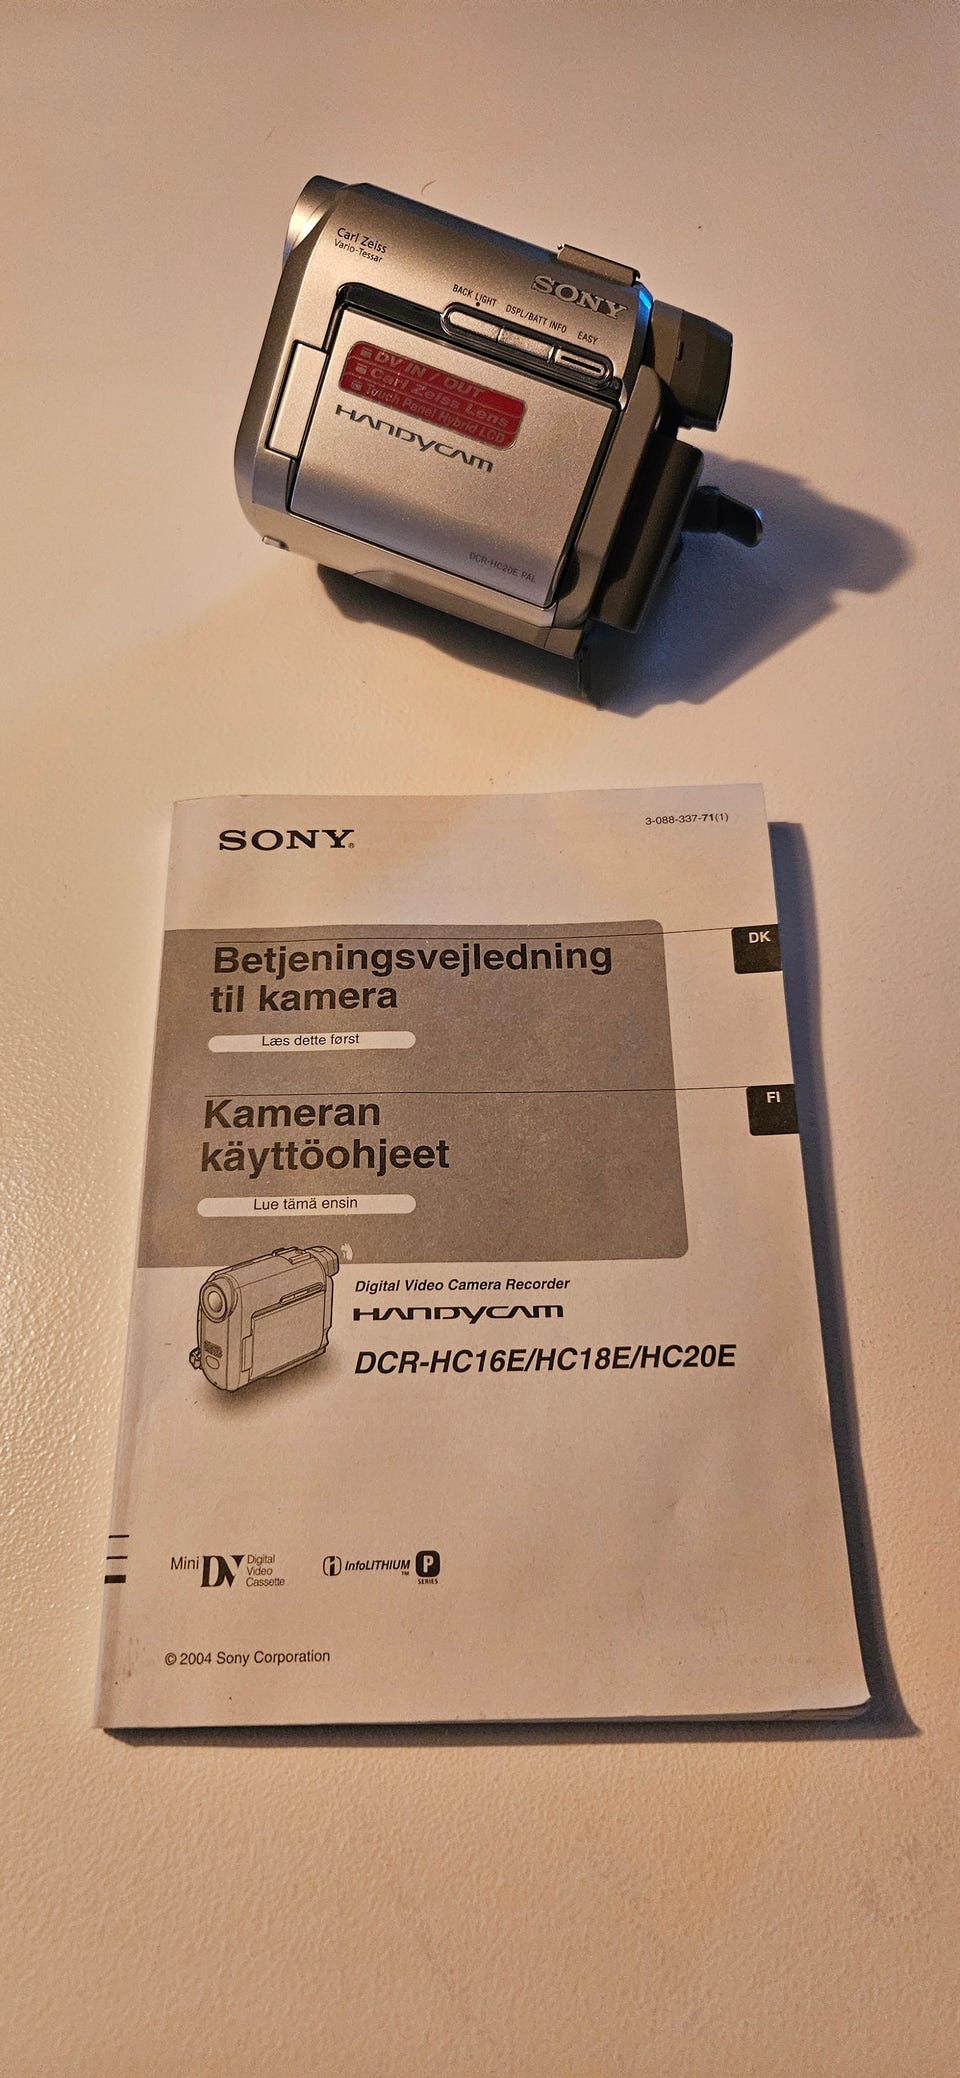 Carl Zeiss
Vario-Tessar
SONY
BACK LIGHT DSPL/BATT INFO EASY
DV IN / OUT
Carl Zeiss Lens
Touch Panel Hybrid LCD
HANDYCAM
DCR-HC20E PAL
SONY®
3-088-337-71(1)
DK
Betjeningsvejledning
til kamera
Læs dette først
FI
Kameran
käyttöohjeet
Lue tämä ensin
Digital Video Camera Recorder
HANDYCAM
DCR-HC16E/HC18E/HC20E
Mini DV Digital
Video
Cassette
InfoLITHIUM™ P
SERIES
© 2004 Sony Corporation